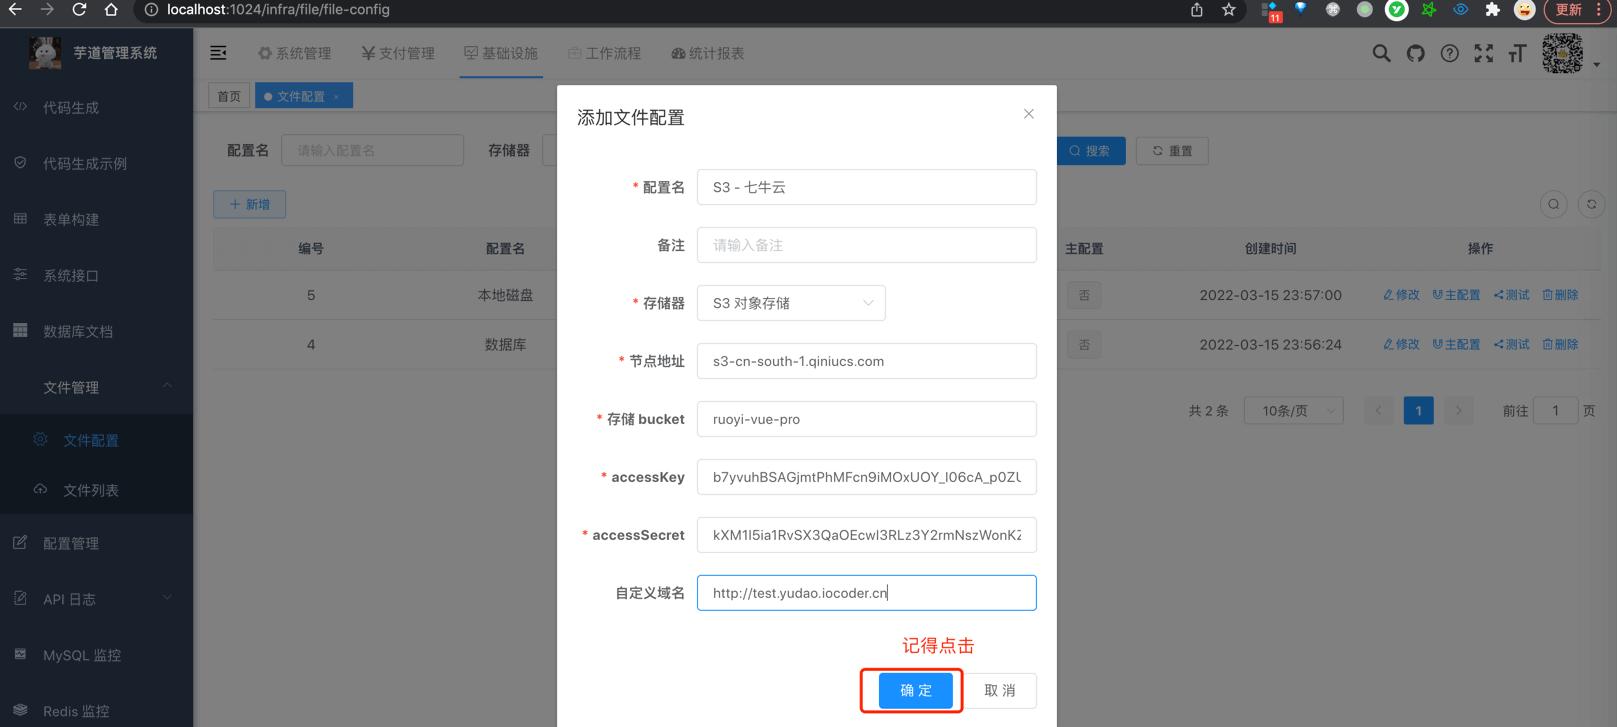 localhost:1024/infra/file/file-config
11
更新
芋道管理系统
系统管理
支付管理
基础设施
工作流程
统计报表
代码生成
代码生成示例
表单构建
系统接口
数据库文档
文件管理
文件配置
文件列表
配置管理
API 日志
MySQL 监控
Redis 监控
首页
文件配置 ×
配置名
请输入配置名
存储器
搜索
重置
+ 新增
编号
配置名
主配置
创建时间
操作
5
本地磁盘
否
2022-03-15 23:57:00
修改
主配置
测试
删除
4
数据库
否
2022-03-15 23:56:24
修改
主配置
测试
删除
共 2 条
10条/页
1
前往
1
页
添加文件配置
* 配置名
S3 - 七牛云
备注
请输入备注
* 存储器
S3 对象存储
* 节点地址
s3-cn-south-1.qiniucs.com
* 存储 bucket
ruoyi-vue-pro
* accessKey
* accessSecret
自定义域名
http://test.yudao.iocoder.cn
记得点击
确 定
取 消